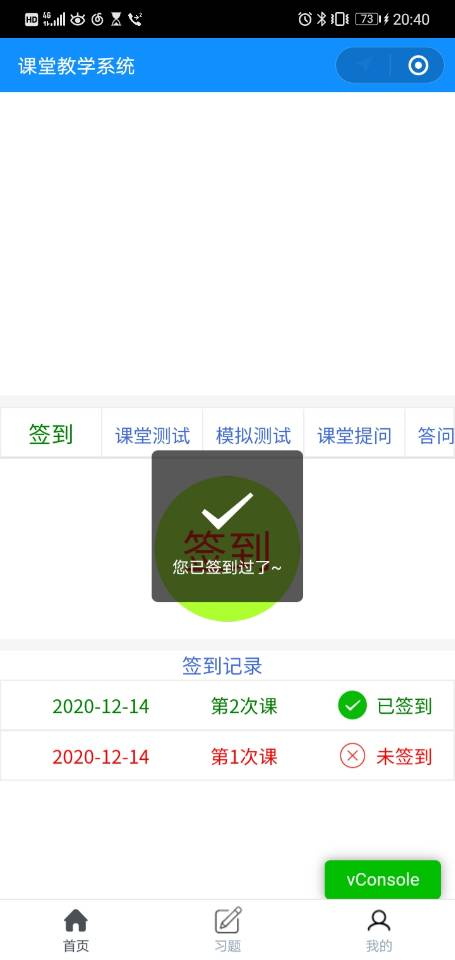 HD 4G 73 20:40
课堂教学系统
签到 课堂测试 模拟测试 课堂提问 答问
签到
您已签到过了~
签到记录
2020-12-14 第2次课 已签到
2020-12-14 第1次课 未签到
vConsole
首页 习题 我的